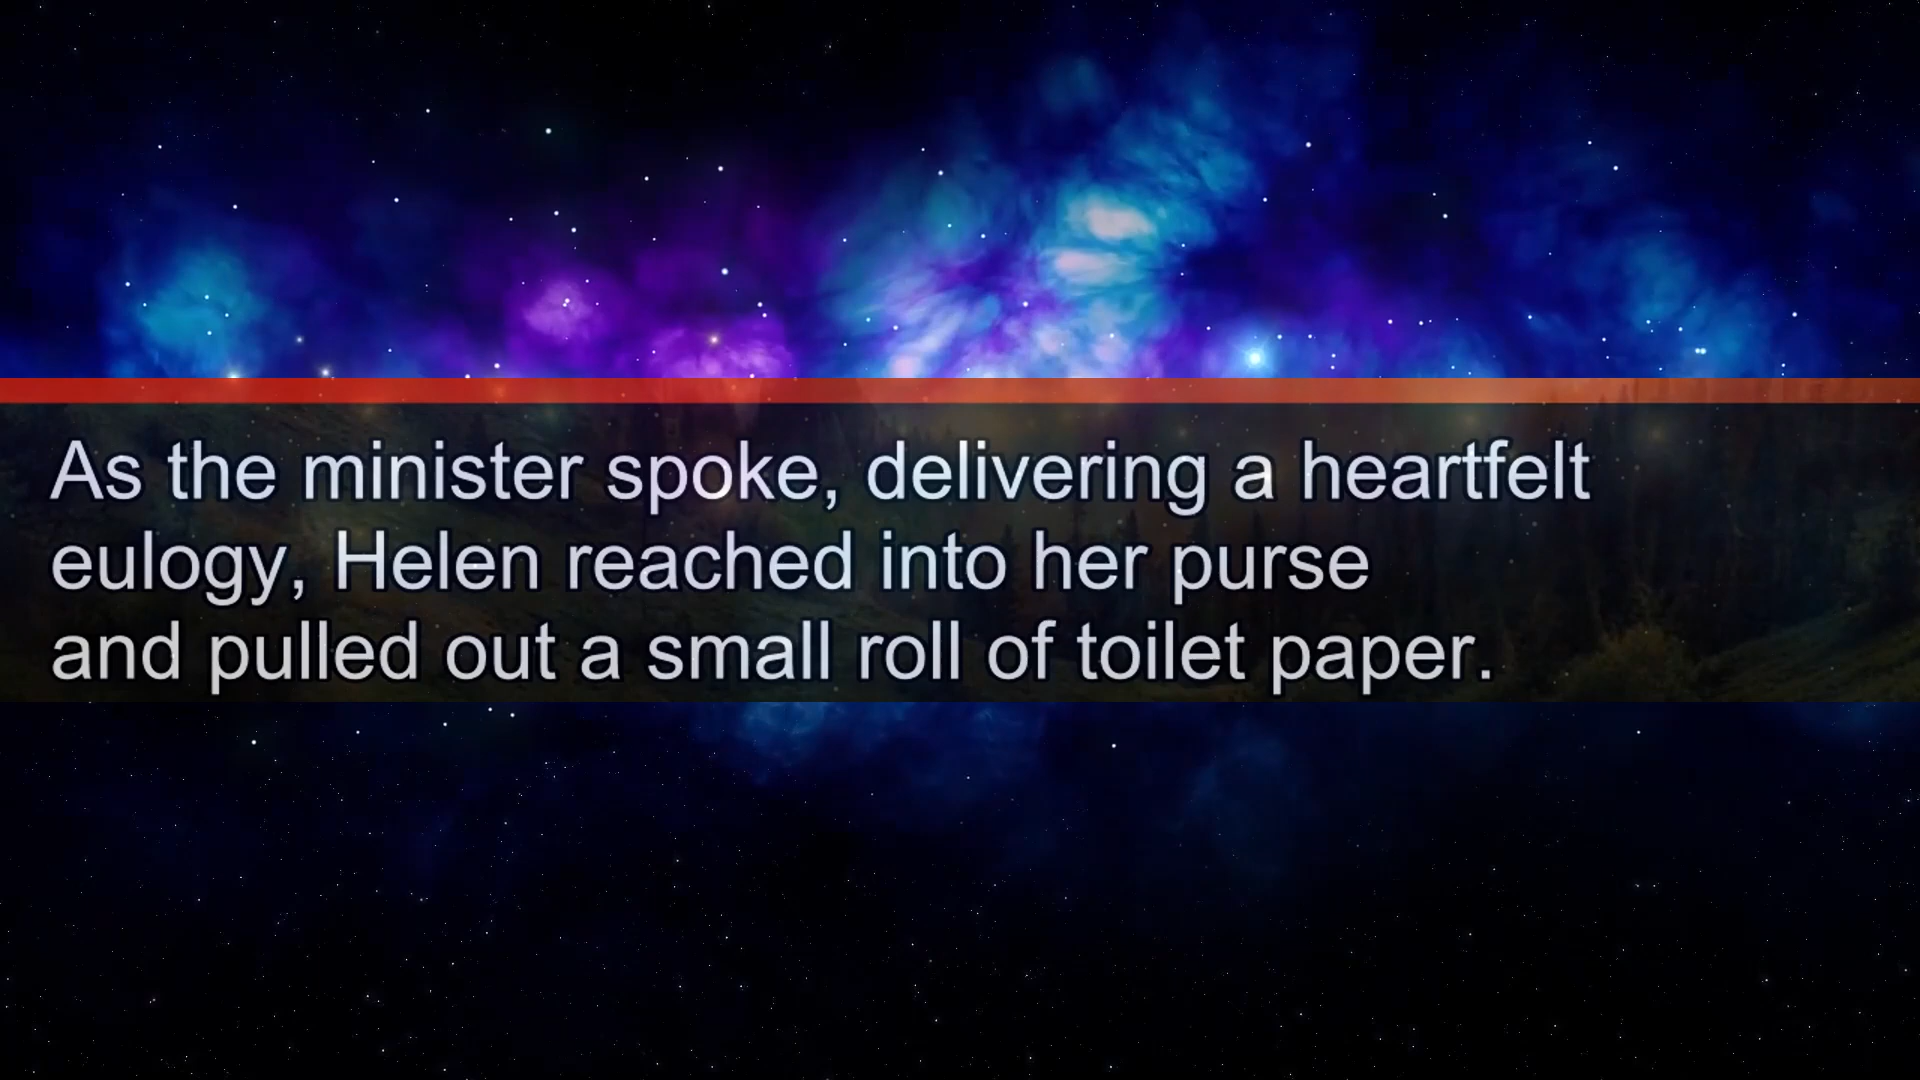 As the minister spoke, delivering a heartfelt
eulogy, Helen reached into her purse
and pulled out a small roll of toilet paper.